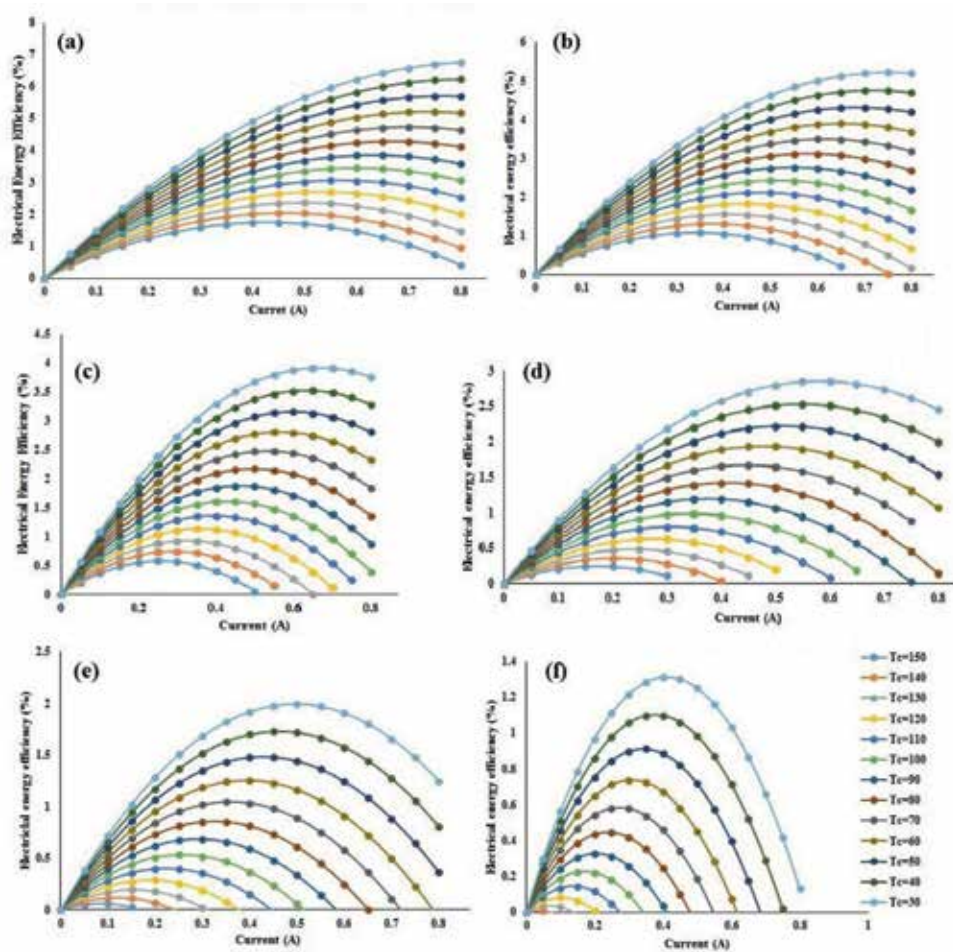 (a)
Electrical Energy Efficiency (%)
8
7
6
5
4
3
2
1
0
0 0.1 0.2 0.3 0.4 0.5 0.6 0.7 0.8
Curret (A)
(b)
Electrical energy efficiency (%)
6
5
4
3
2
1
0
0 0.1 0.2 0.3 0.4 0.5 0.6 0.7 0.8
Current (A)
(c)
Electrical Energy Efficiency (%)
4.5
4
3.5
3
2.5
2
1.5
1
0.5
0
0 0.2 0.4 0.6 0.8
Current (A)
(d)
Electrical energy efficiency (%)
3
2.5
2
1.5
1
0.5
0
0 0.1 0.2 0.3 0.4 0.5 0.6 0.7 0.8
Current (A)
(e)
Electricial energy efficiency (%)
2.5
2
1.5
1
0.5
0
0 0.1 0.2 0.3 0.4 0.5 0.6 0.7 0.8
Current (A)
(f)
Electrical energy efficiency (%)
1.4
1.2
1
0.8
0.6
0.4
0.2
0
0 0.2 0.4 0.6 0.8 1
Current (A)
Tc=150
Tc=140
Tc=130
Tc=120
Tc=110
Tc=100
Tc=90
Tc=80
Tc=70
Tc=60
Tc=50
Tc=40
Tc=30